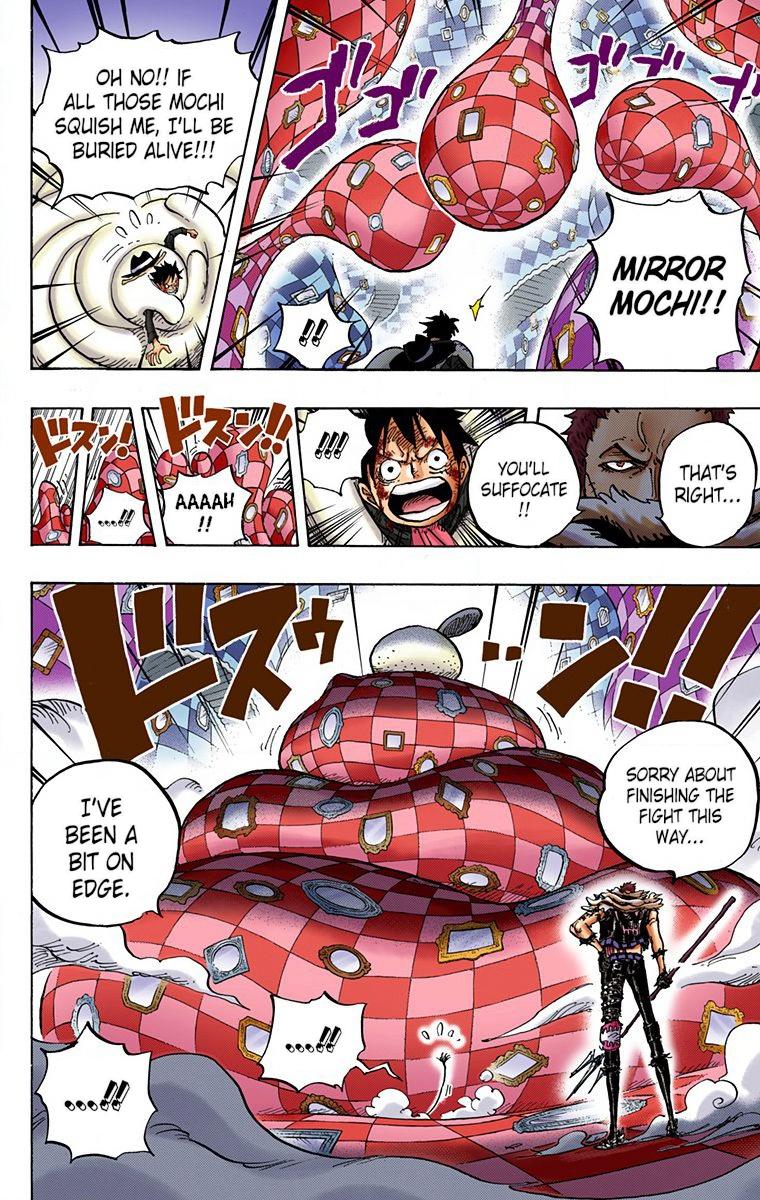 ゴゴ
ゴゴゴ
MIRROR
MOCHI!!
!!
OH NO!! IF
ALL THOSE MOCHI
SQUISH ME, I'LL BE
BURIED ALIVE!!!
THAT'S
RIGHT...
YOU'LL
SUFFOCATE
!!
!!!
ドスン!!
AAAAH
!!
ドスン!
...!!
ドスゥーン!!
SORRY ABOUT
FINISHING THE
FIGHT THIS
WAY...
I'VE
BEEN A
BIT ON
EDGE.
...!!
...!!